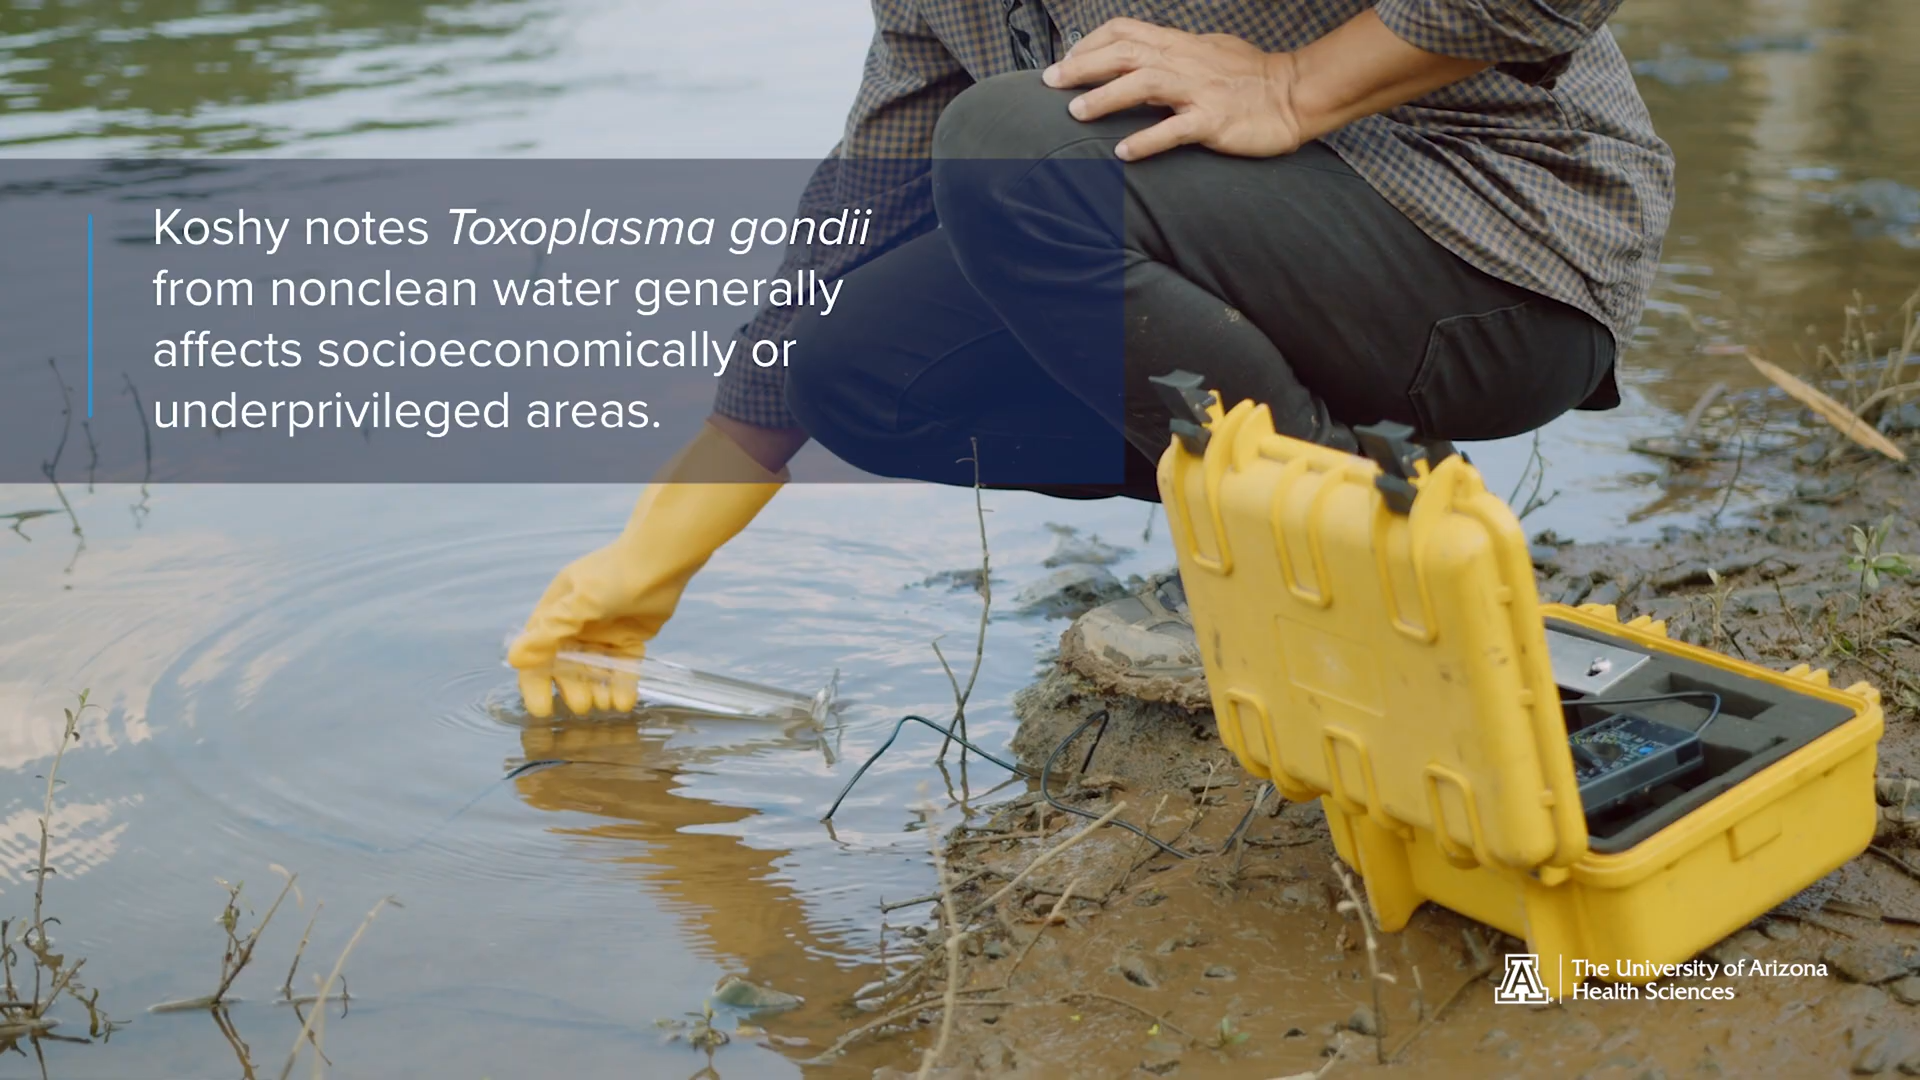 Koshy notes Toxoplasma gondii
from nonclean water generally
affects socioeconomically or
underprivileged areas.
A
The University of Arizona
Health Sciences